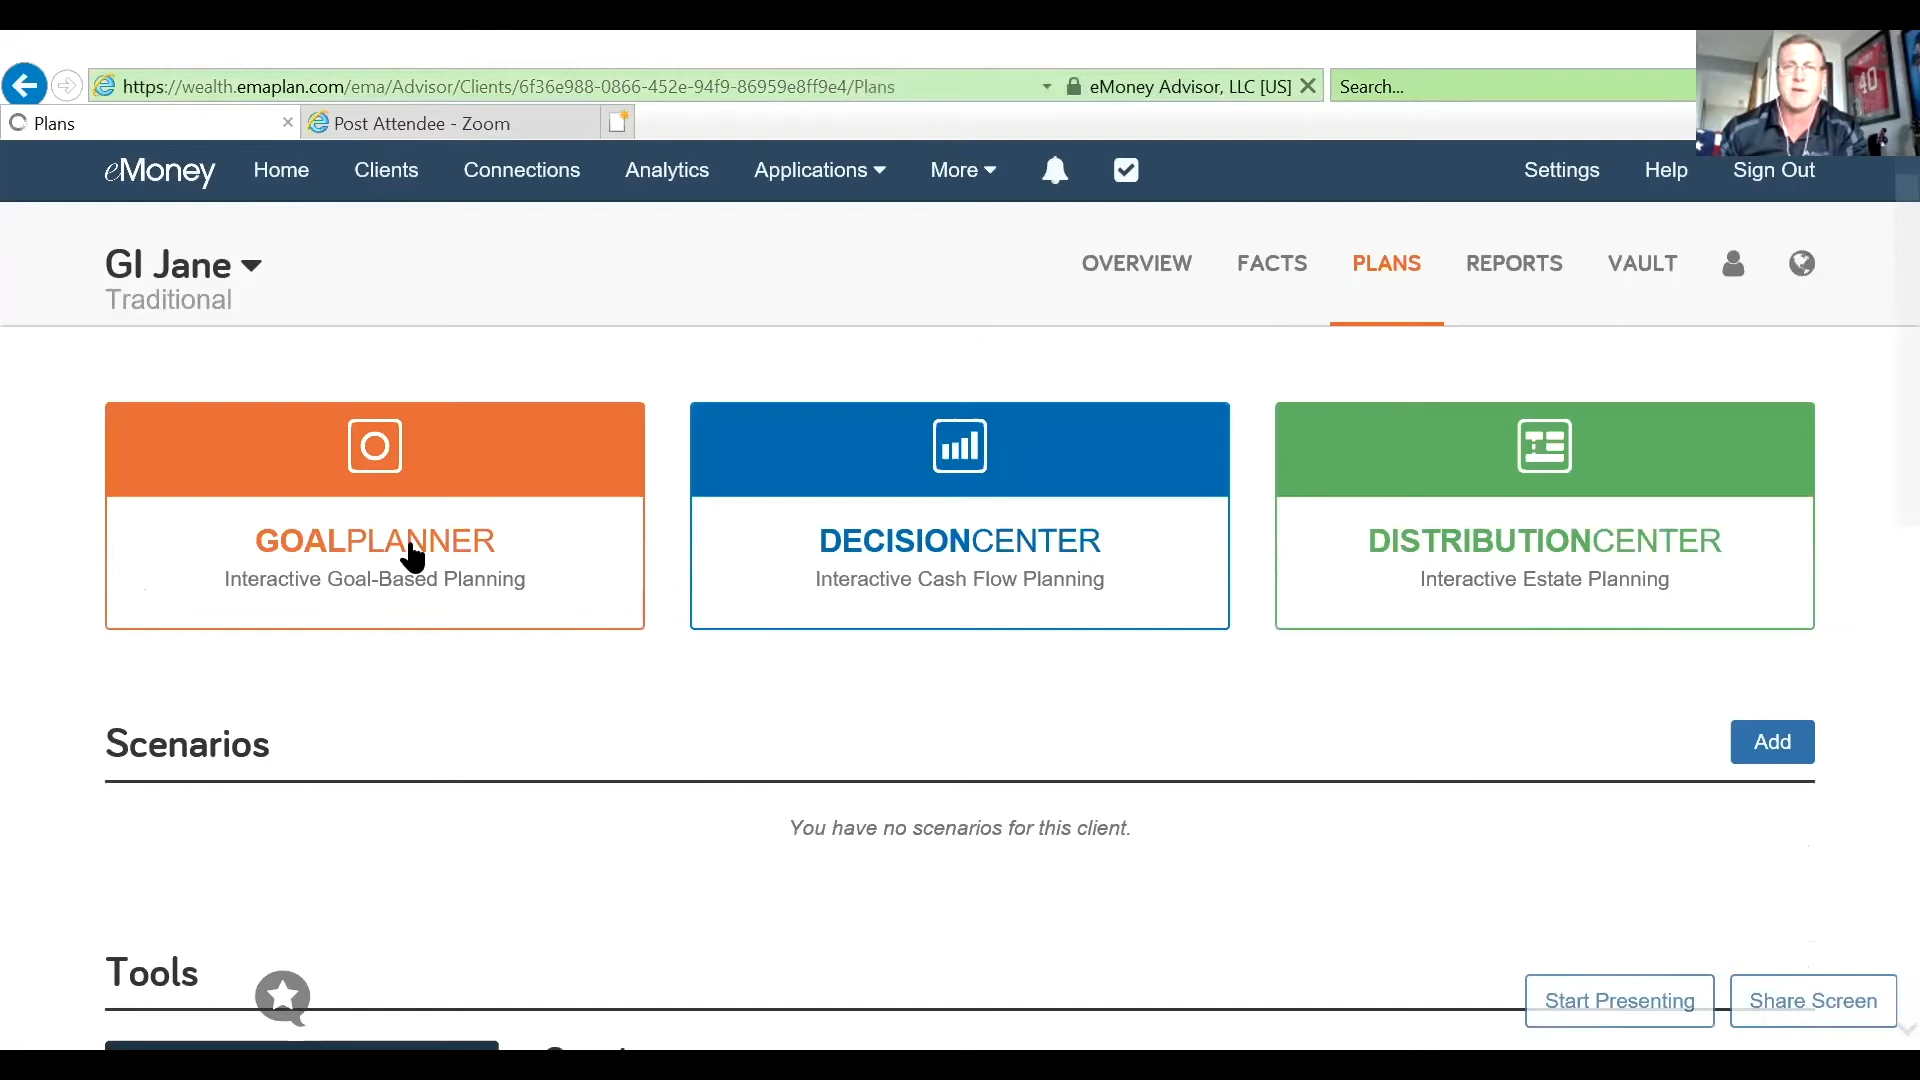 https://wealth.emaplan.com/ema/Advisor/Clients/6f36e988-0866-452e-94f9-86959e8ff9e4/Plans
eMoney Advisor, LLC [US]
Search...
Plans
Post Attendee - Zoom
eMoney
Home
Clients
Connections
Analytics
Applications
More
Settings
Help
Sign Out
40
GI Jane
Traditional
OVERVIEW
FACTS
PLANS
REPORTS
VAULT
GOALPLANNER
Interactive Goal-Based Planning
DECISIONCENTER
Interactive Cash Flow Planning
DISTRIBUTIONCENTER
Interactive Estate Planning
Scenarios
Add
You have no scenarios for this client.
Tools
Start Presenting
Share Screen